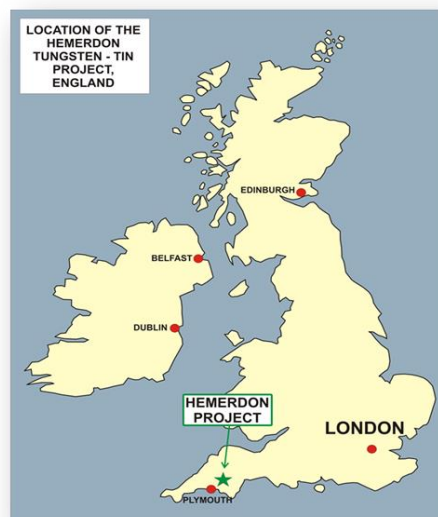 LOCATION OF THE
HEMERDON
TUNGSTEN - TIN
PROJECT,
ENGLAND
EDINBURGH
BELFAST
DUBLIN
HEMERDON
PROJECT
LONDON
PLYMOUTH